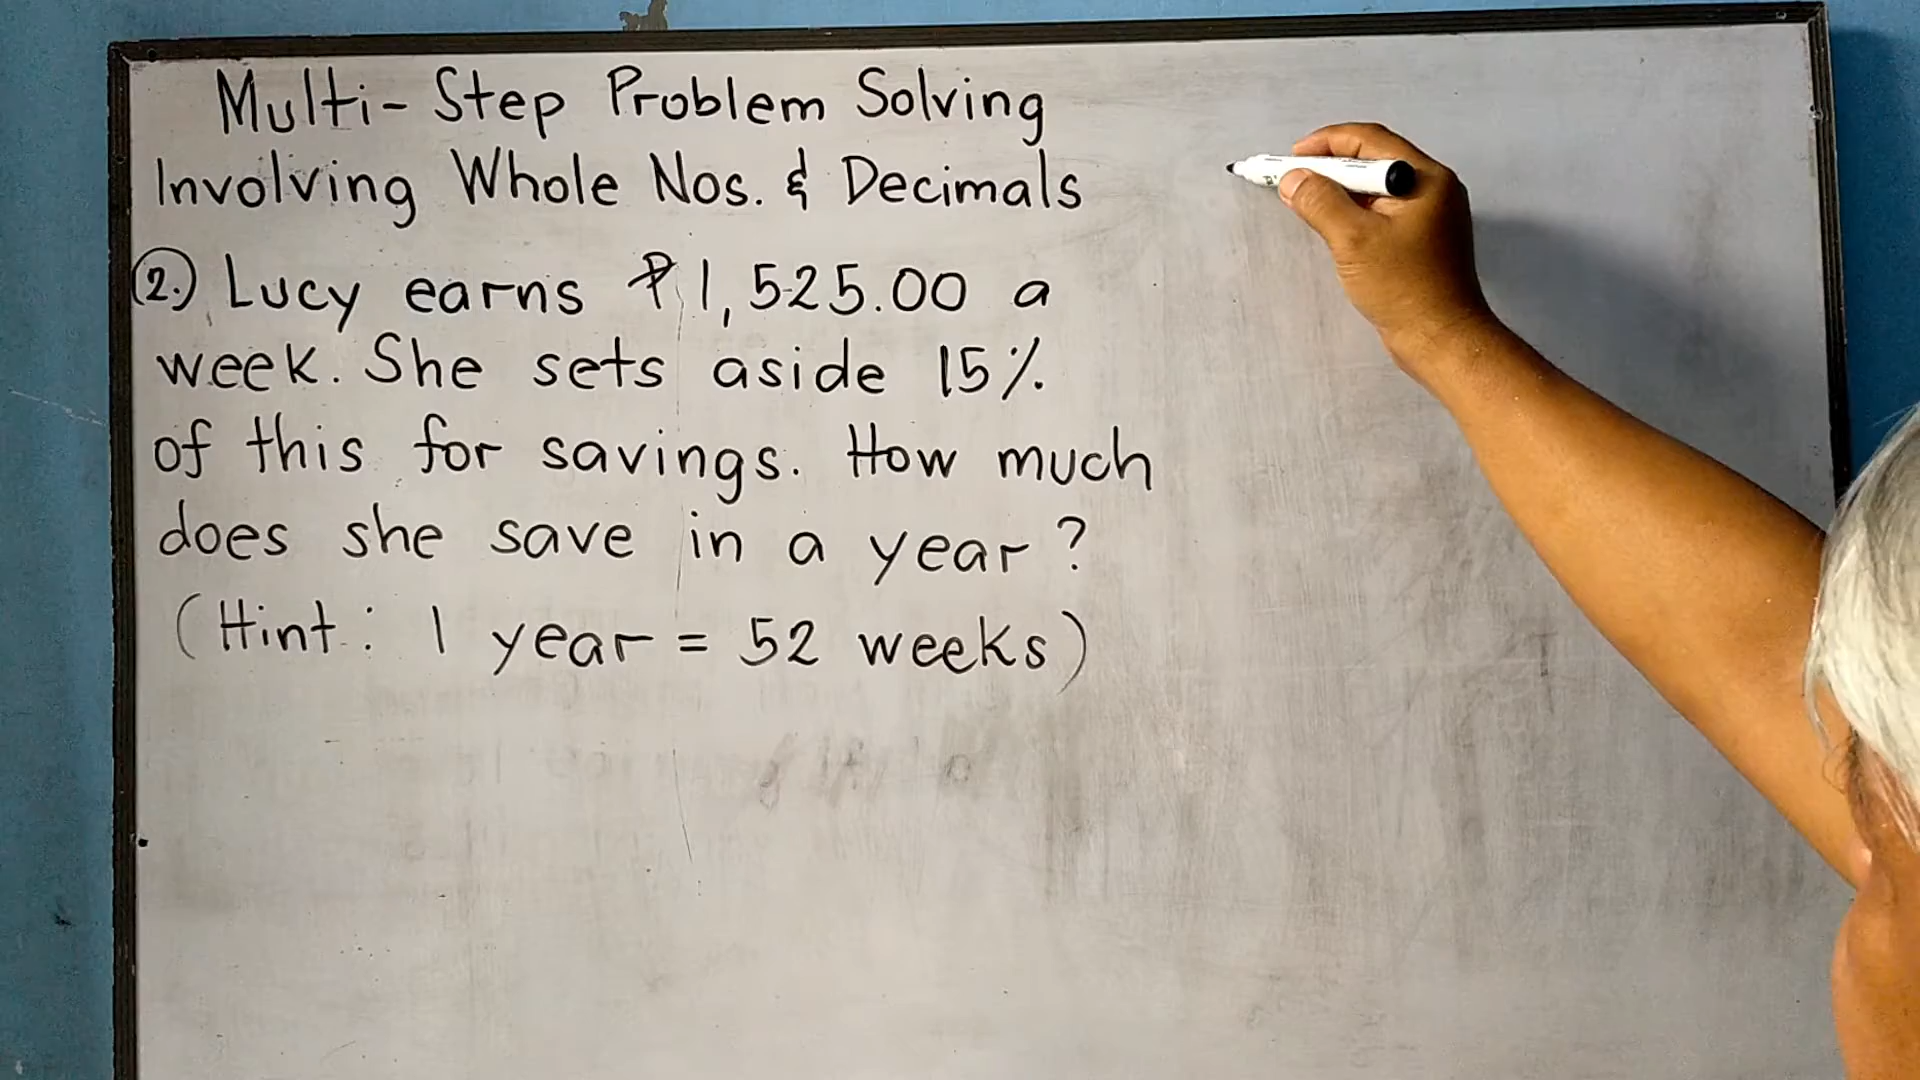 Multi-Step Problem Solving
Involving Whole Nos. & Decimals
2. Lucy earns ₱1,525.00 a
week. She sets aside 15%
of this for savings. How much
does she save in a year?
(Hint: 1 year = 52 weeks)